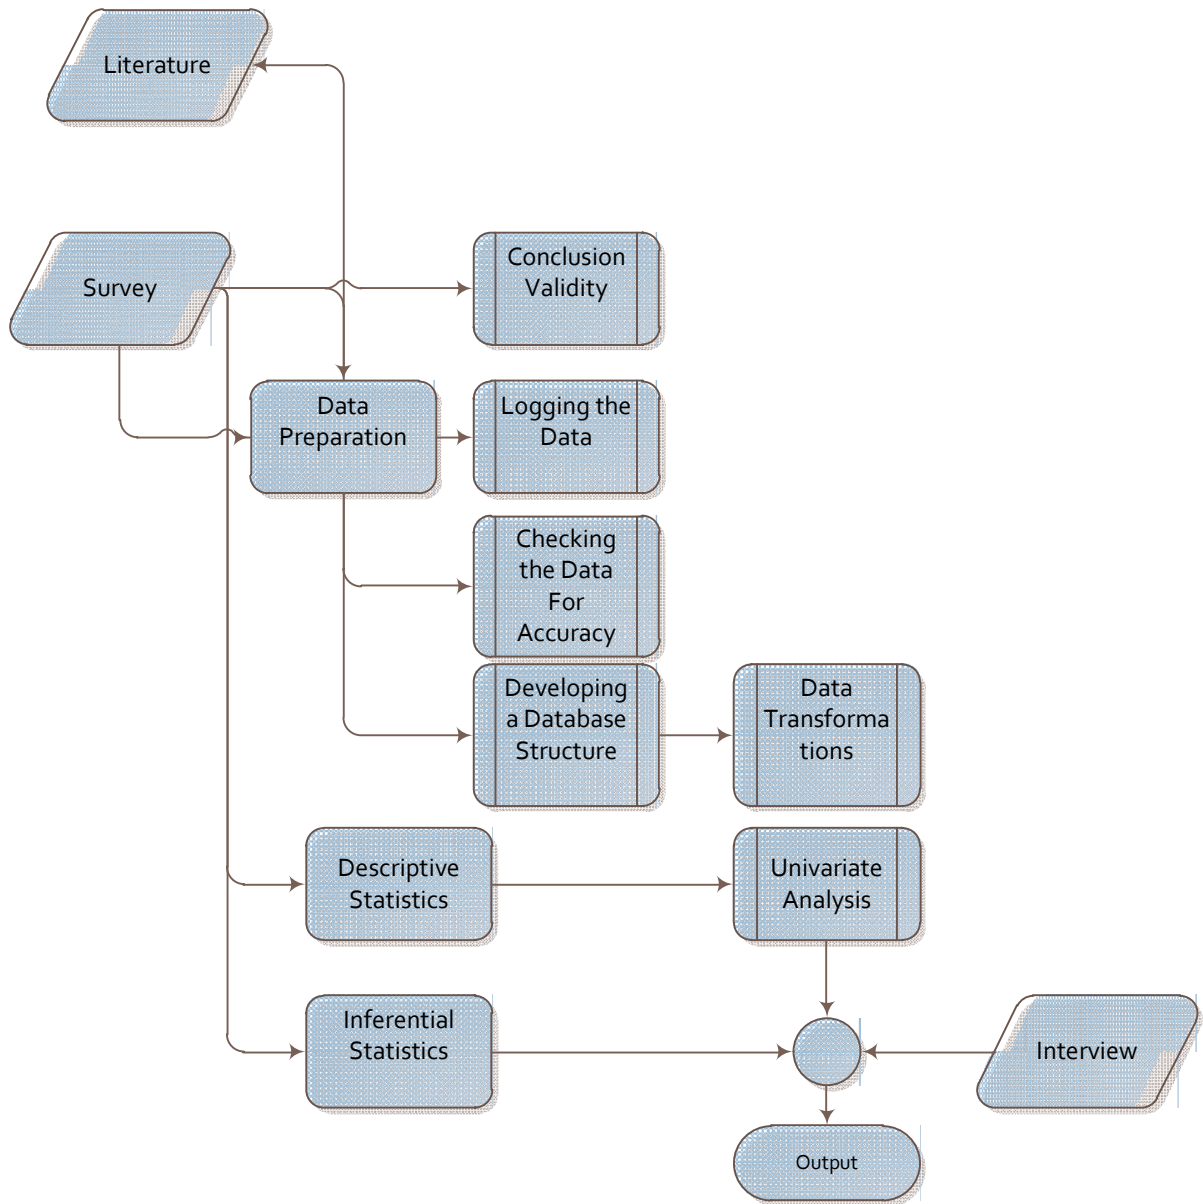 Literature
Survey
Conclusion
Validity
Data
Preparation
Logging the
Data
Checking
the Data
For
Accuracy
Developing
a Database
Structure
Data
Transforma
tions
Descriptive
Statistics
Univariate
Analysis
Inferential
Statistics
Interview
Output